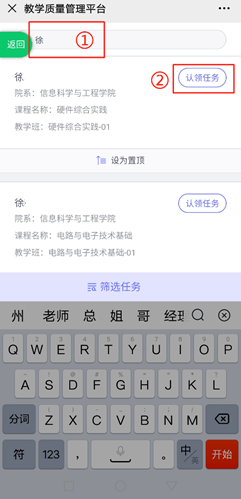 教学质量管理平台
①
返回
徐
②
徐
认领任务
院系：信息科学与工程学院
课程名称：硬件综合实践
教学班：硬件综合实践-01
设为置顶
徐
认领任务
院系：信息科学与工程学院
课程名称：电路与电子技术基础
教学班：电路与电子技术基础-01
筛选任务
州 老师 总 姐 哥 经理
Q W E R T Y U I O P
A S D F G H J K L
分词 Z X C V B N M
符 123 ， 。 中/英 开始